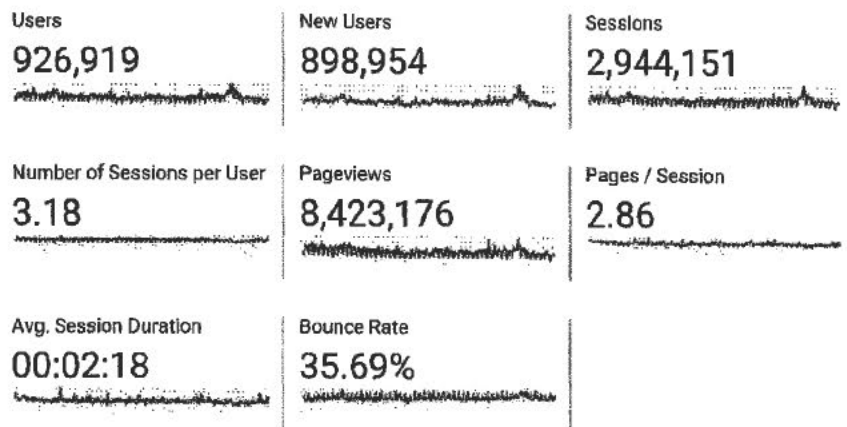 Users
926,919
New Users
898,954
Sessions
2,944,151
Number of Sessions per User
3.18
Pageviews
8,423,176
Pages / Session
2.86
Avg. Session Duration
00:02:18
Bounce Rate
35.69%